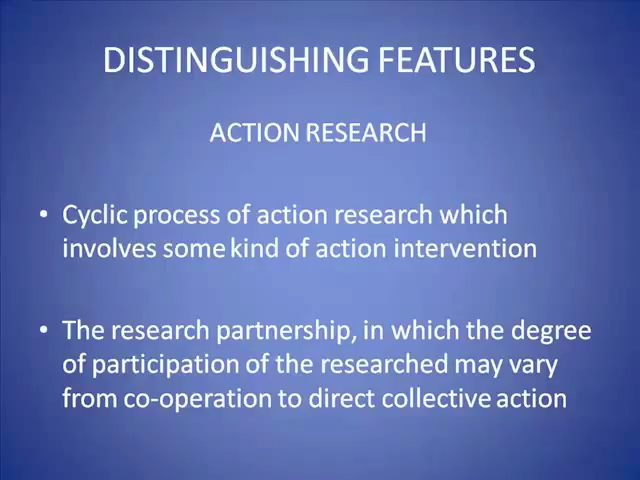 DISTINGUISHING FEATURES
ACTION RESEARCH
• Cyclic process of action research which
involves some kind of action intervention
• The research partnership, in which the degree
of participation of the researched may vary
from co-operation to direct collective action